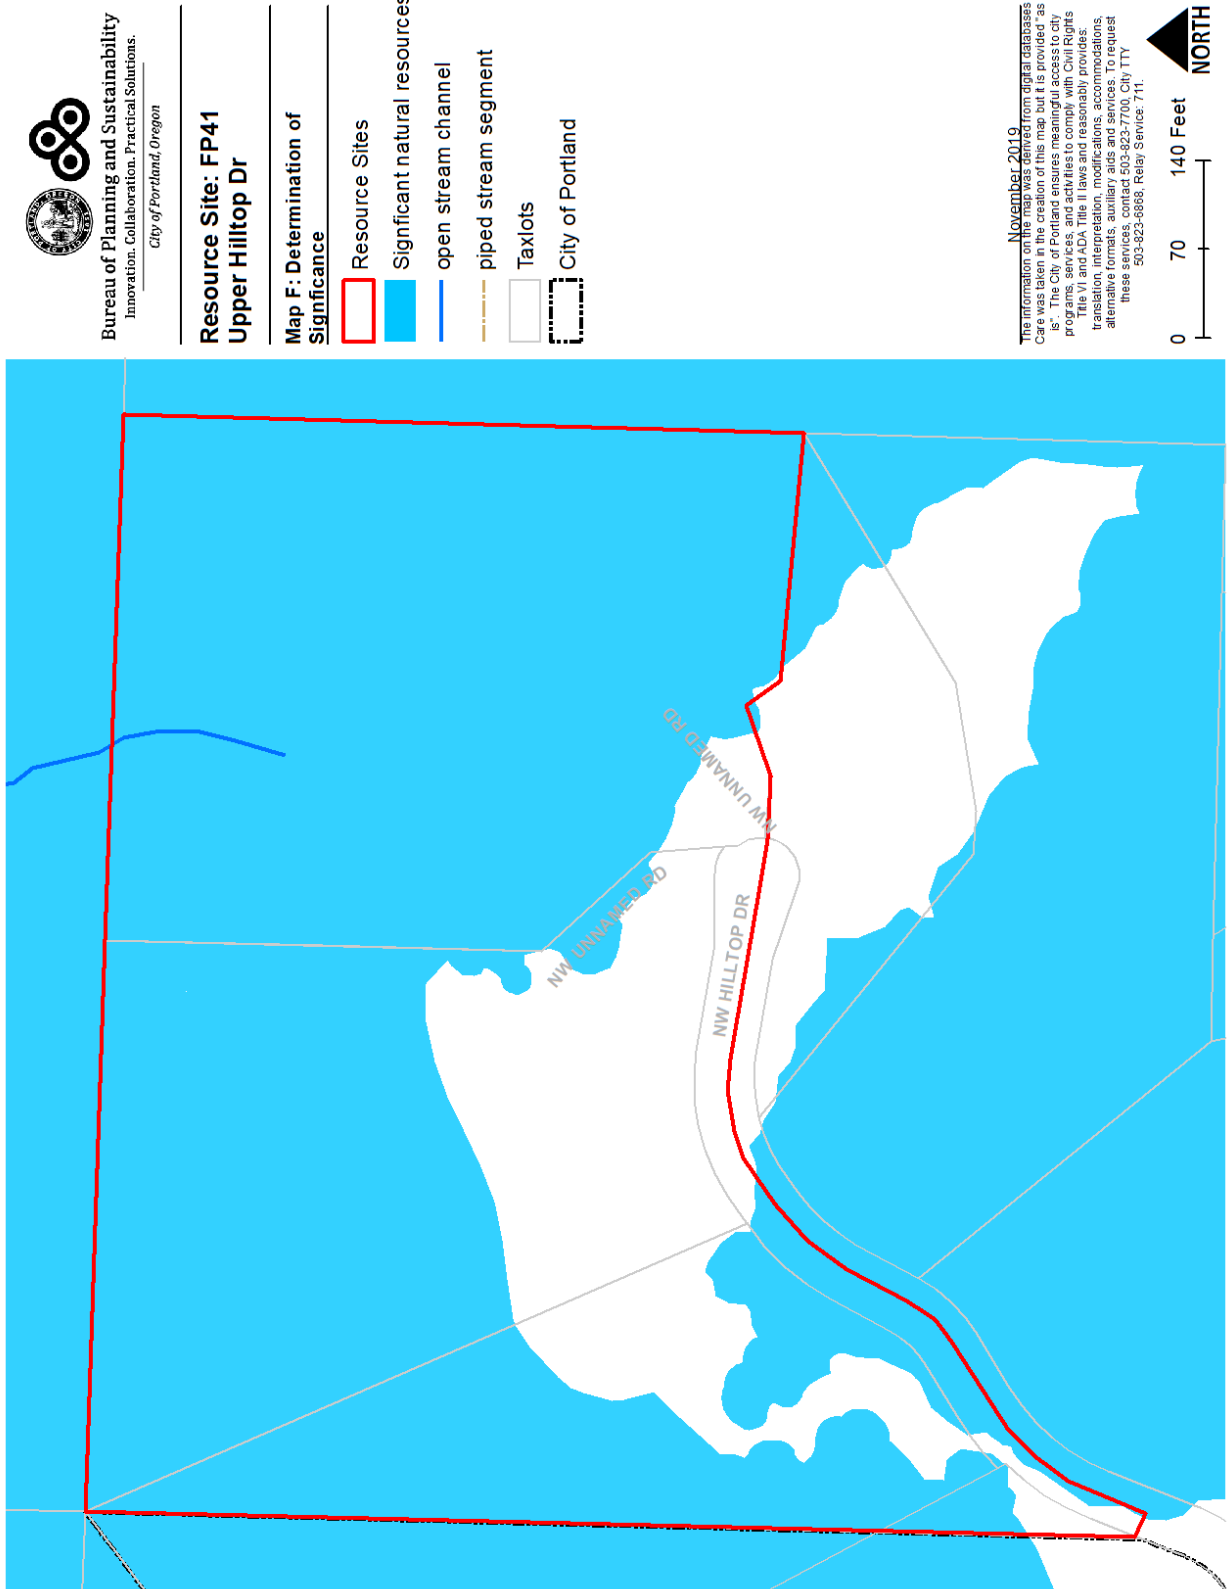 Bureau of Planning and Sustainability
Innovation. Collaboration. Practical Solutions.
City of Portland, Oregon
Resource Site: FP41
Upper Hilltop Dr
Map F: Determination of
Signficance
Resource Sites
Signficant natural resources
open stream channel
piped stream segment
Taxlots
City of Portland
November 2019
The information on the map was derived from digital databases
Care was taken in the creation of this map but it is provided "as
is". The City of Portland ensures meaningful access to city
programs, services, and activities to comply with Civil Rights
Title VI and ADA Title II laws and reasonably provides:
translation, interpretation, modifications, accommodations,
alternative formats, auxiliary aids and services. To request
these services, contact 503-823-7700, City TTY
503-823-6868, Relay Service: 711.
0 70 140 Feet
NORTH
NW UNNAMED RD
NW UNNAMED RD
NW HILLTOP DR